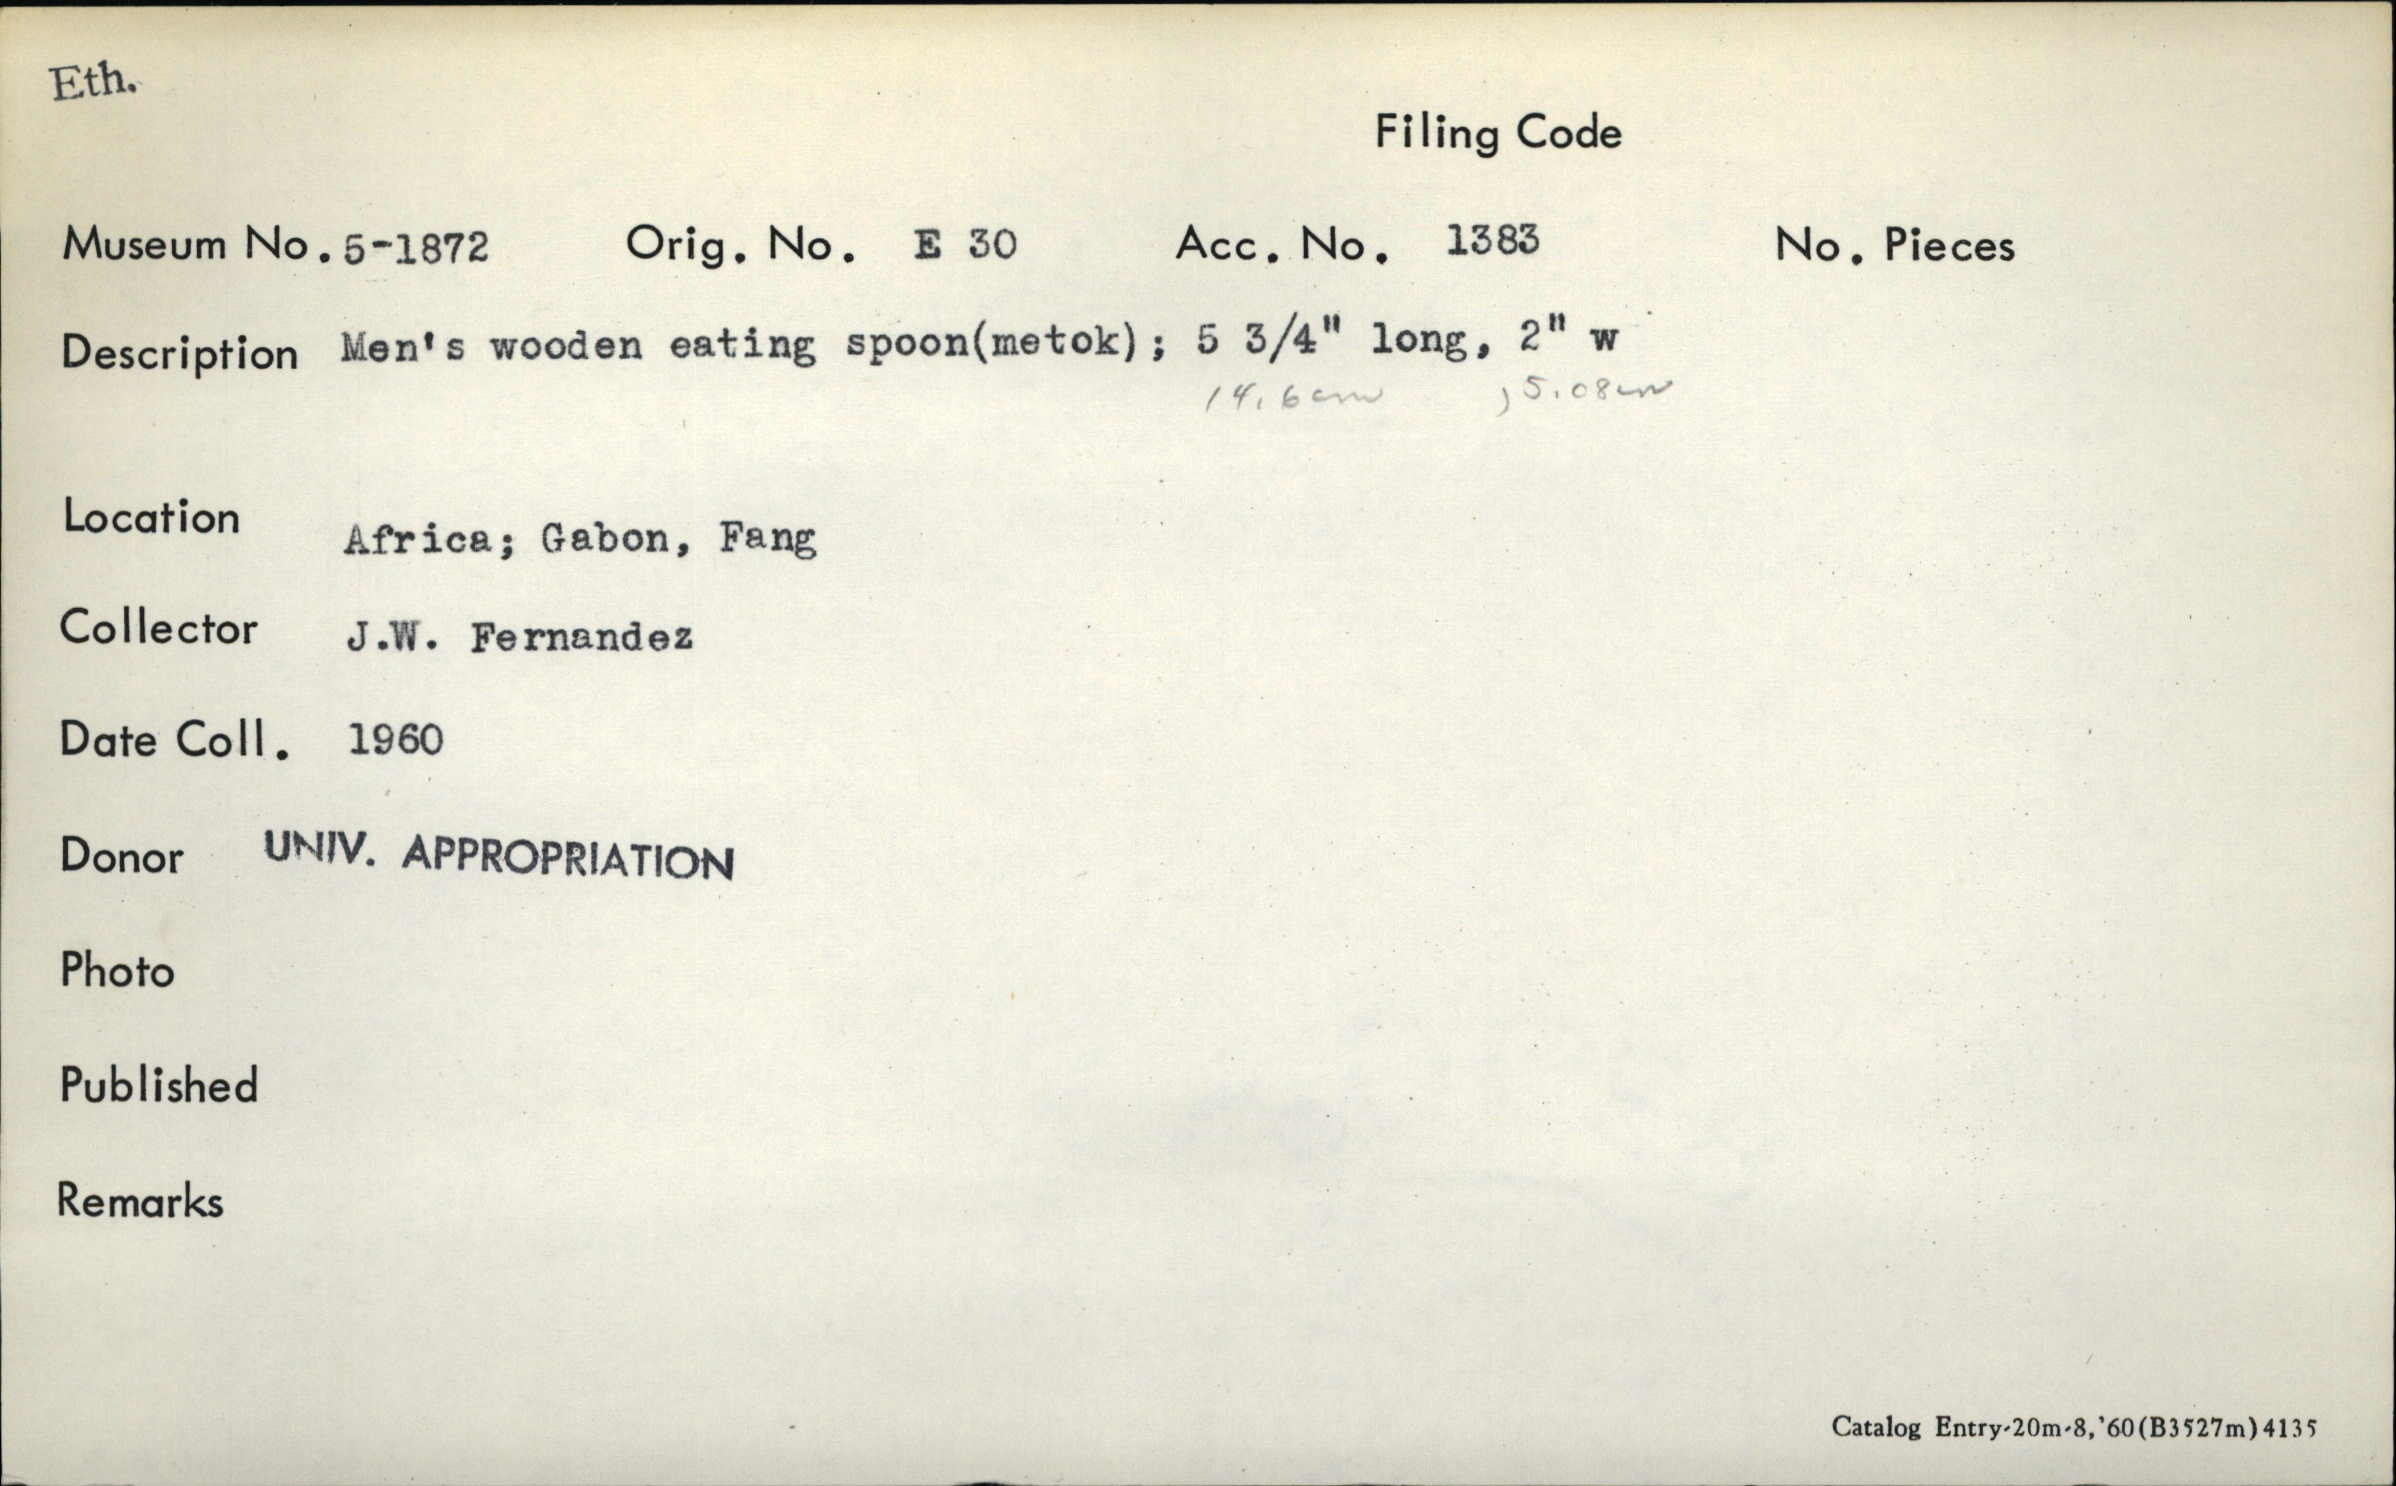 Eth.
Filing Code
Museum No. 5-1872 Orig. No. E 30 Acc. No. 1383 No. Pieces
Description Men's wooden eating spoon(metok); 5 3/4" long, 2" w
14.6cm , 5.08cm
Location Africa; Gabon, Fang
Collector J.W. Fernandez
Date Coll. 1960
Donor UNIV. APPROPRIATION
Photo
Published
Remarks
Catalog Entry-20m-8,'60(B3527m)4135